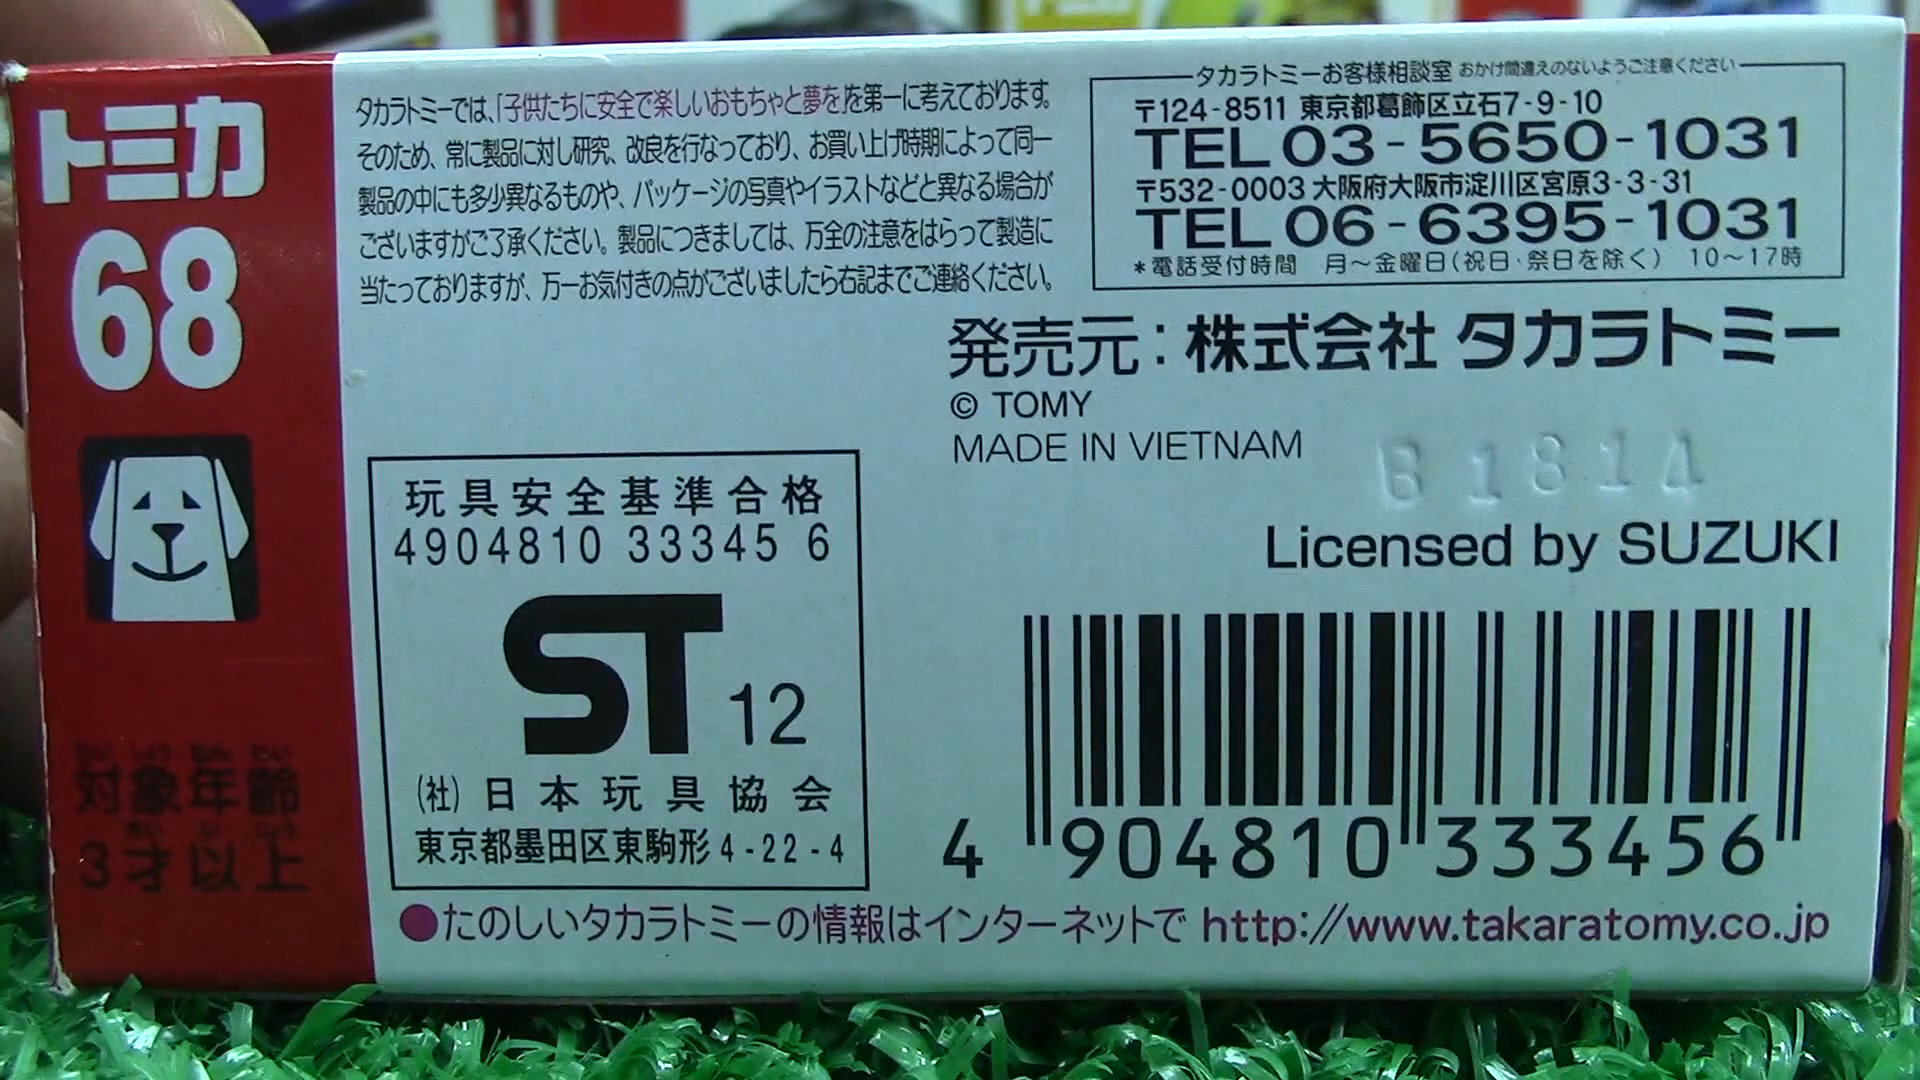 トミカ
68
たい しょう ねん れい
対象年齢
さい い じょう
3才以上
タカラトミーでは、「子供たちに安全で楽しいおもちゃと夢を」を第一に考えております。
そのため、常に製品に対し研究、改良を行なっており、お買い上げ時期によって同一
製品の中にも多少異なるものや、パッケージの写真やイラストなどと異なる場合が
ございますがご了承ください。製品につきましては、万全の注意をはらって製造に
当たっておりますが、万一お気付きの点がございましたら右記までご連絡ください。
タカラトミーお客様相談室 おかけ間違えのないようご注意ください
〒124-8511 東京都葛飾区立石7-9-10
TEL 03-5650-1031
〒532-0003 大阪府大阪市淀川区宮原3-3-31
TEL 06-6395-1031
*電話受付時間 月〜金曜日(祝日・祭日を除く) 10〜17時
発売元:株式会社 タカラトミー
© TOMY
MADE IN VIETNAM
B1814
Licensed by SUZUKI
玩具安全基準合格
4904810 33345 6
ST 12
(社)日本玩具協会
東京都墨田区東駒形4-22-4
4 904810 333456
●たのしいタカラトミーの情報はインターネットで http://www.takaratomy.co.jp